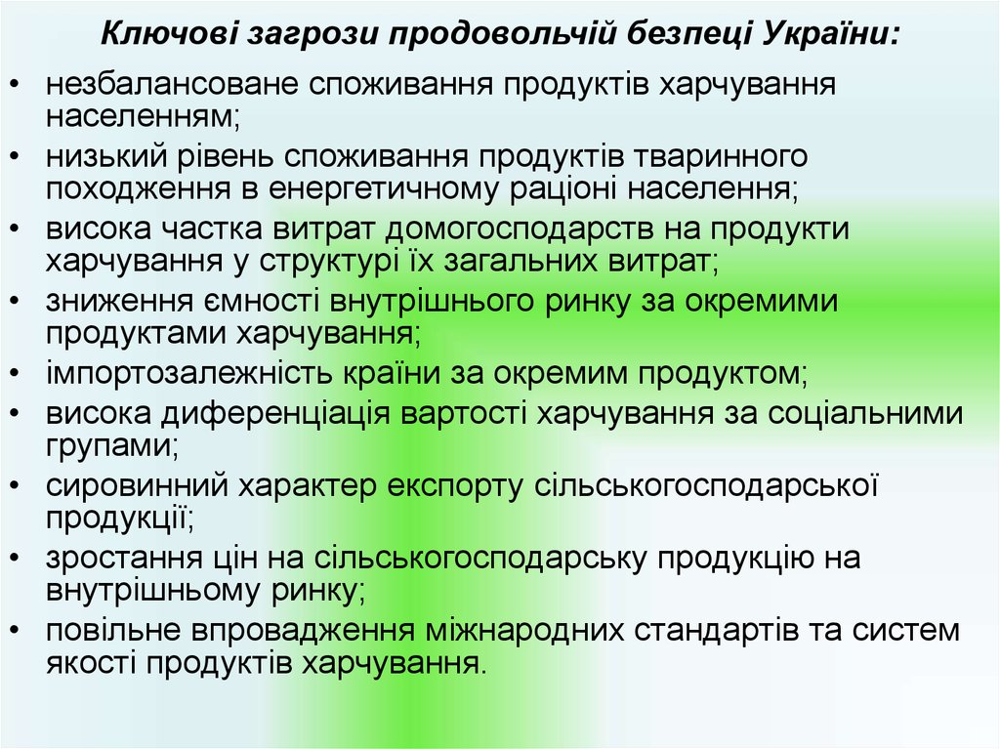 Ключові загрози продовольчій безпеці України:
• незбалансоване споживання продуктів харчування
населенням;
• низький рівень споживання продуктів тваринного
походження в енергетичному раціоні населення;
• висока частка витрат домогосподарств на продукти
харчування у структурі їх загальних витрат;
• зниження ємності внутрішнього ринку за окремими
продуктами харчування;
• імпортозалежність країни за окремим продуктом;
• висока диференціація вартості харчування за соціальними
групами;
• сировинний характер експорту сільськогосподарської
продукції;
• зростання цін на сільськогосподарську продукцію на
внутрішньому ринку;
• повільне впровадження міжнародних стандартів та систем
якості продуктів харчування.